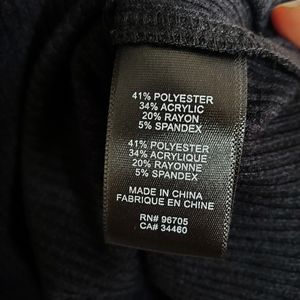 41% POLYESTER
34% ACRYLIC
20% RAYON
5% SPANDEX
41% POLYESTER
34% ACRYLIQUE
20% RAYONNE
5% SPANDEX
MADE IN CHINA
FABRIQUE EN CHINE
RN# 96705
CA# 34460